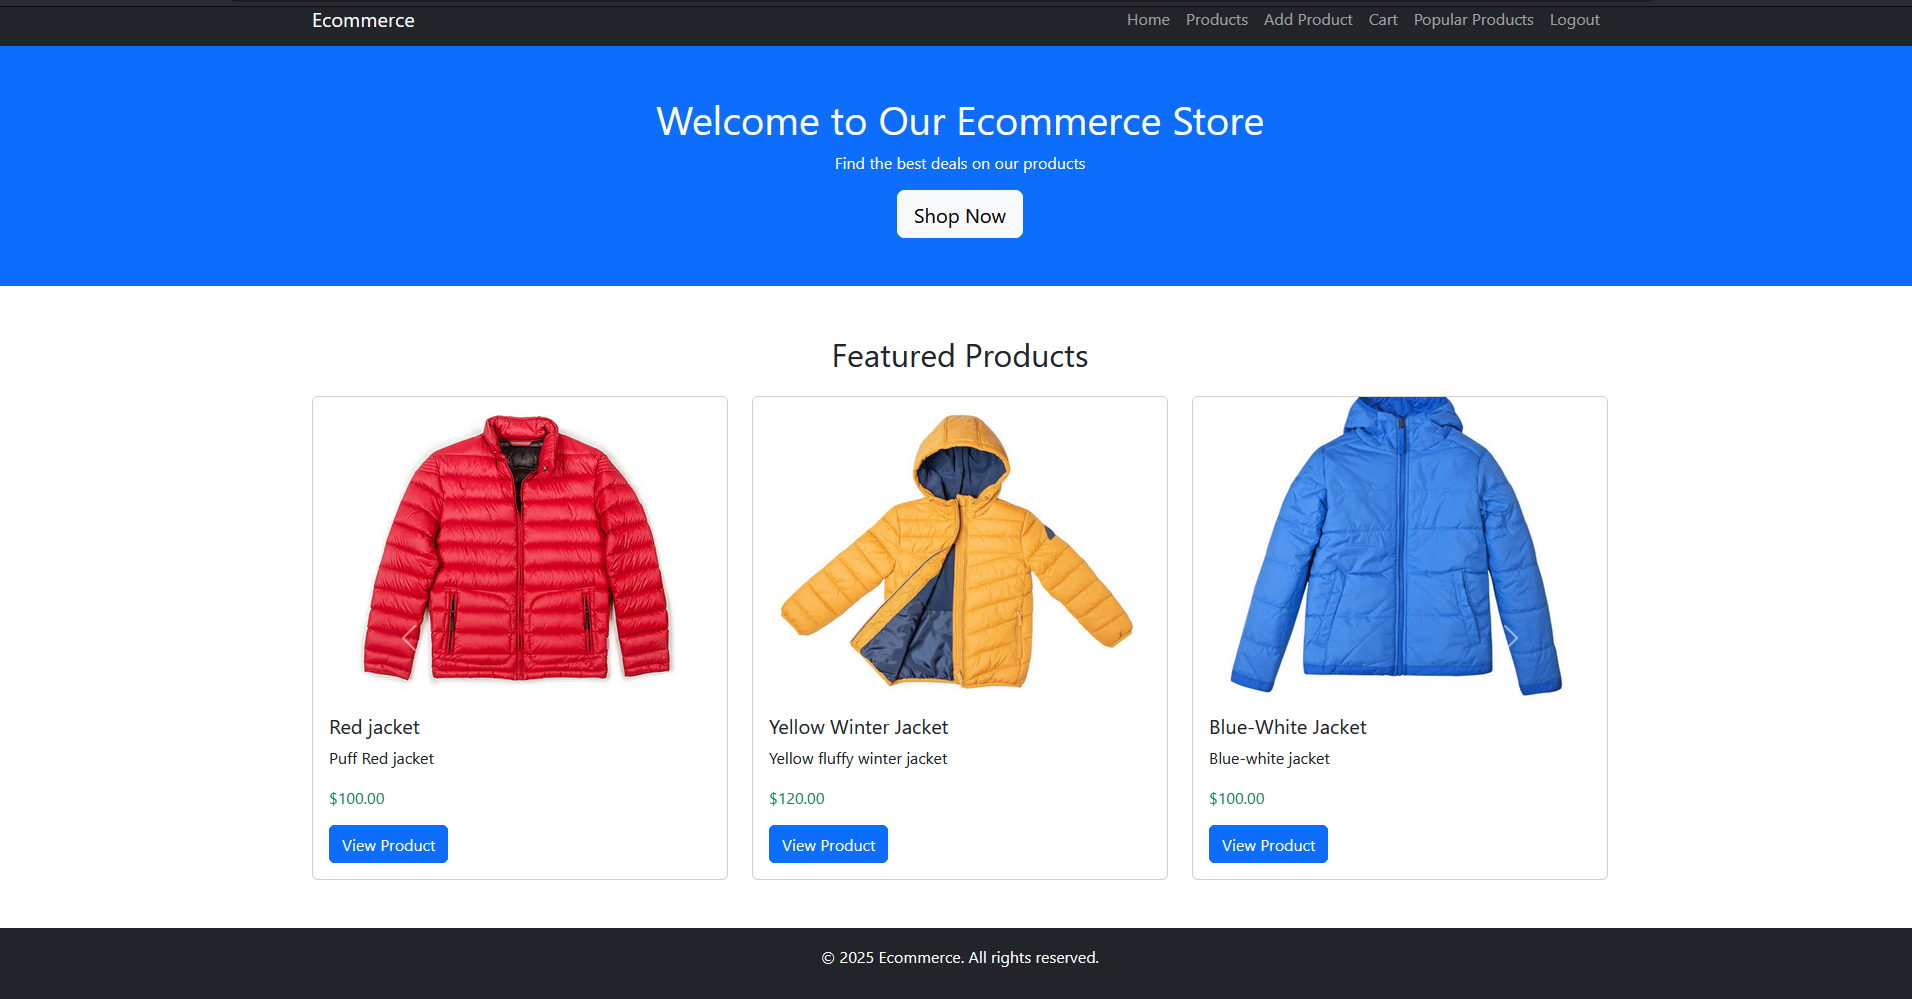 Ecommerce Home Products Add Product Cart Popular Products Logout
Welcome to Our Ecommerce Store
Find the best deals on our products
Shop Now
Featured Products
Red jacket
Puff Red jacket
$100.00
View Product
Yellow Winter Jacket
Yellow fluffy winter jacket
$120.00
View Product
Blue-White Jacket
Blue-white jacket
$100.00
View Product
© 2025 Ecommerce. All rights reserved.